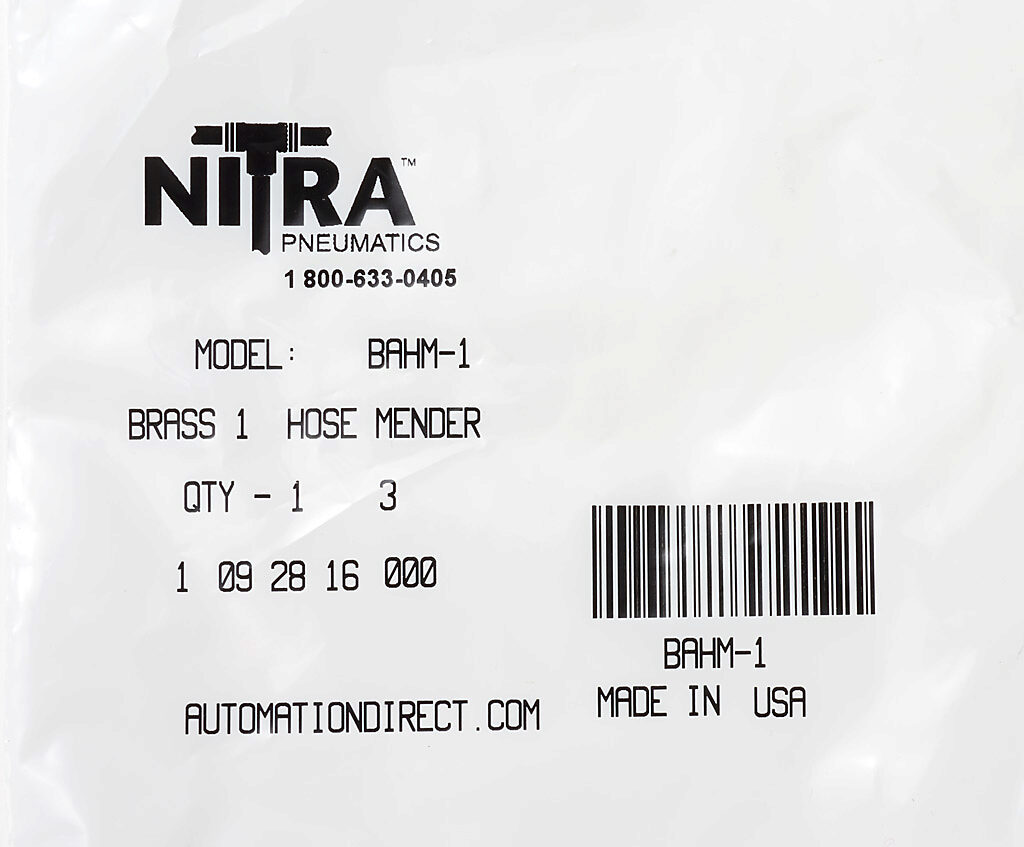 NITRA™
PNEUMATICS
1 800-633-0405
MODEL: BAHM-1
BRASS 1 HOSE MENDER
QTY - 1 3
1 09 28 16 000
BAHM-1
MADE IN USA
AUTOMATIONDIRECT.COM